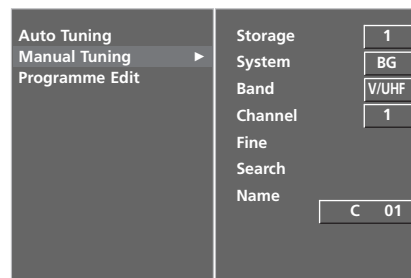 Auto Tuning
Manual Tuning ►
Programme Edit
Storage 1
System BG
Band V/UHF
Channel 1
Fine
Search
Name
C 01